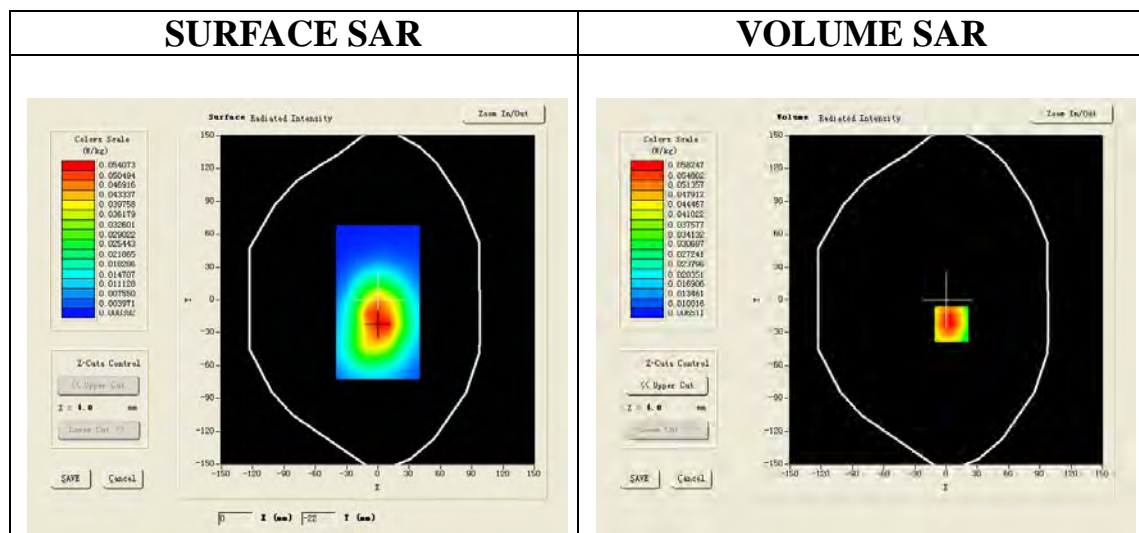 SURFACE SAR
VOLUME SAR
Surface Radiated Intensity
Zoom In/Out
Colors Scale
(W/kg)
0.054073
0.050494
0.046916
0.043337
0.039758
0.036179
0.032601
0.029022
0.025443
0.021865
0.018286
0.014707
0.011128
0.007550
0.003971
0.000392
150
120
90
60
30
0
-30
-60
-90
-120
-150
Y
-150 -120 -90 -60 -30 0 30 60 90 120 150
X
Z-Cuts Control
<< Upper Cut
Z = 4.0 mm
Lower Cut >>
SAVE Cancel
0 X (mm) -22 Y (mm)
Volume Radiated Intensity
Zoom In/Out
Colors Scale
(W/kg)
0.058247
0.054802
0.051357
0.047912
0.044467
0.041022
0.037577
0.034132
0.030687
0.027241
0.023796
0.020351
0.016906
0.013461
0.010016
0.006571
150
120
90
60
30
0
-30
-60
-90
-120
-150
Y
-150 -120 -90 -60 -30 0 30 60 90 120 150
X
Z-Cuts Control
<< Upper Cut
Z = 4.0 mm
Lower Cut >>
SAVE Cancel